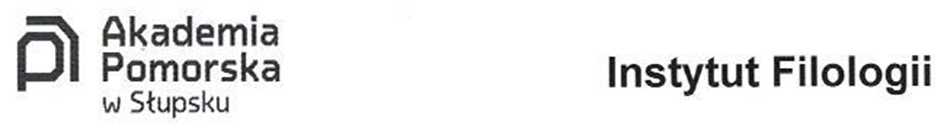 Akademia
Pomorska
w Słupsku
Instytut Filologii